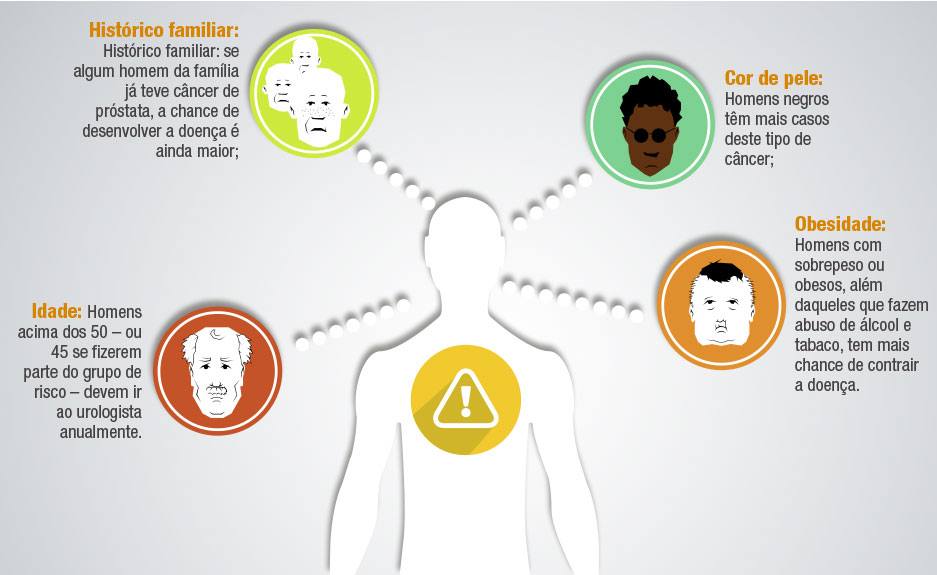 Histórico familiar:
Histórico familiar: se
algum homem da família
já teve câncer de
próstata, a chance de
desenvolver a doença é
ainda maior;
Cor de pele:
Homens negros
têm mais casos
deste tipo de
câncer;
Obesidade:
Homens com
sobrepeso ou
obesos, além
daqueles que fazem
abuso de álcool e
tabaco, tem mais
chance de contrair
a doença.
Idade: Homens
acima dos 50 – ou
45 se fizerem
parte do grupo de
risco – devem ir
ao urologista
anualmente.
!